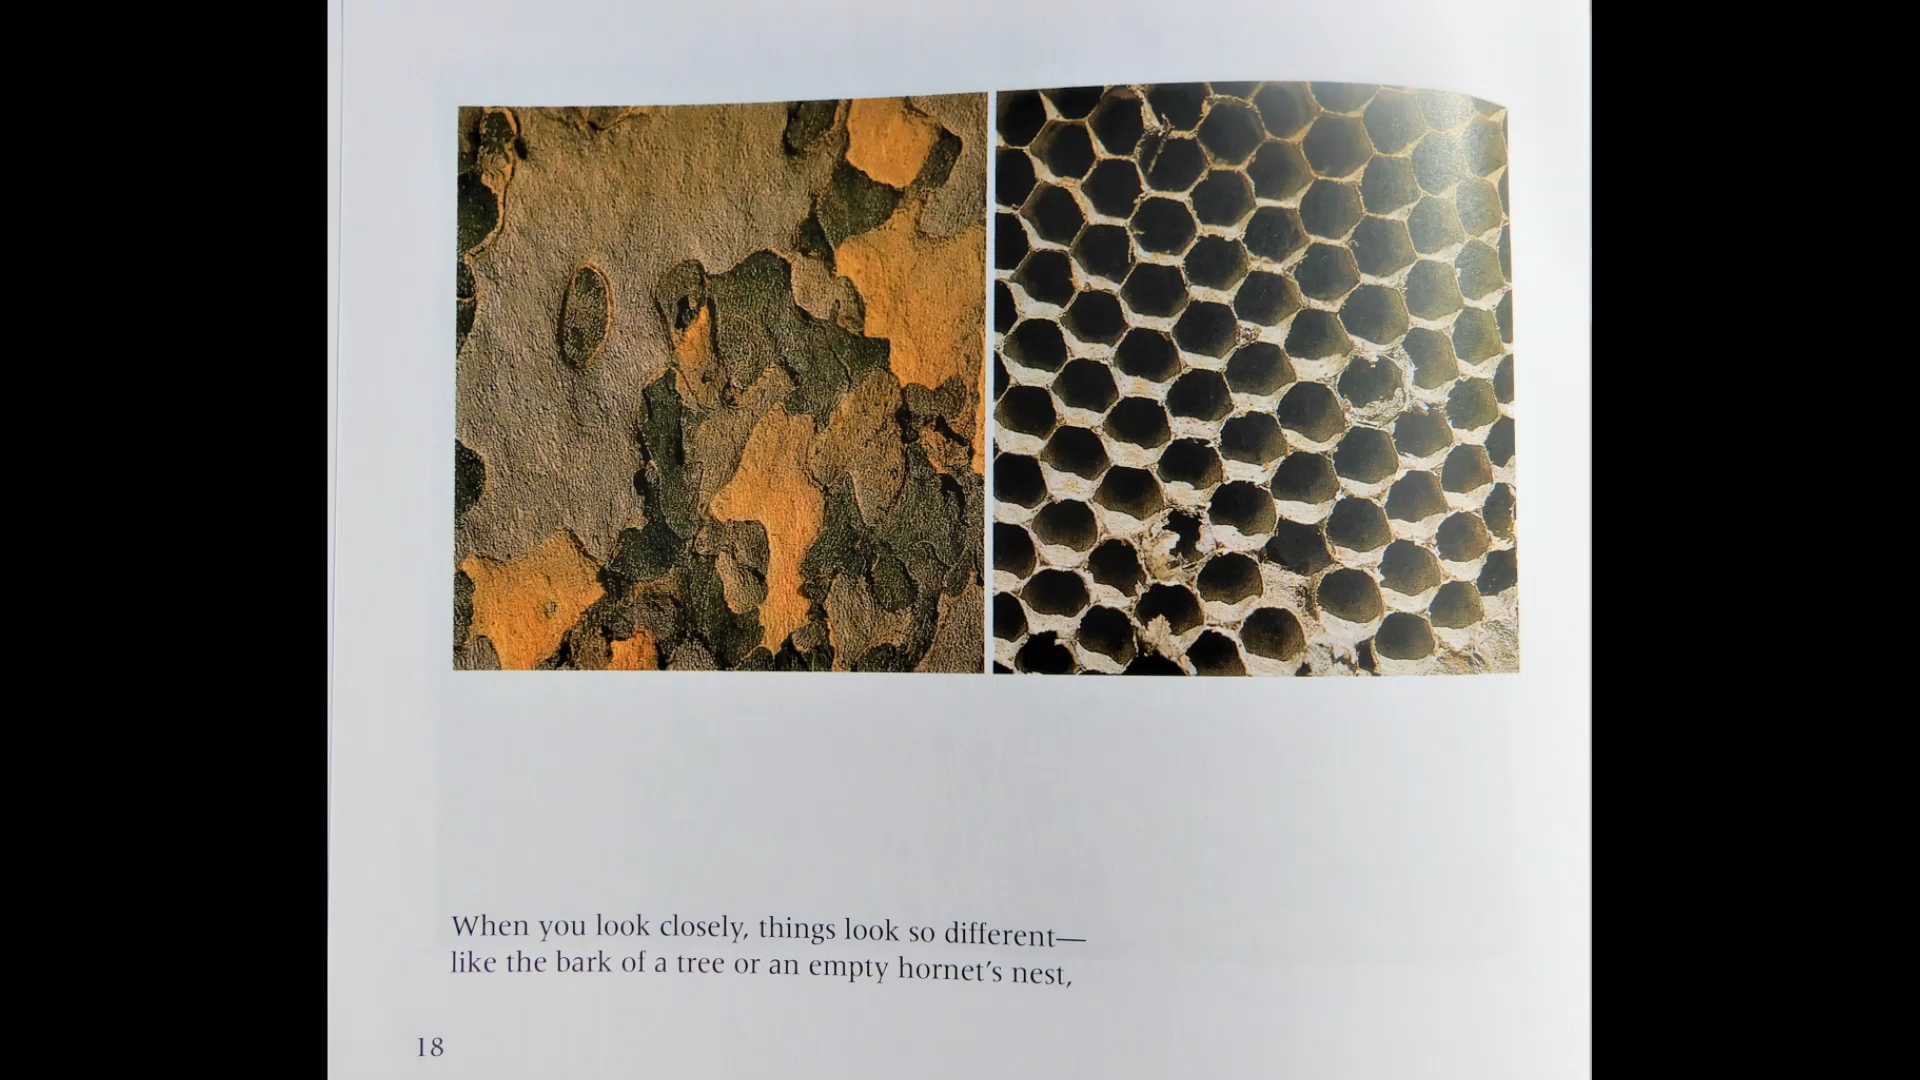 When you look closely, things look so different—
like the bark of a tree or an empty hornet's nest,
18